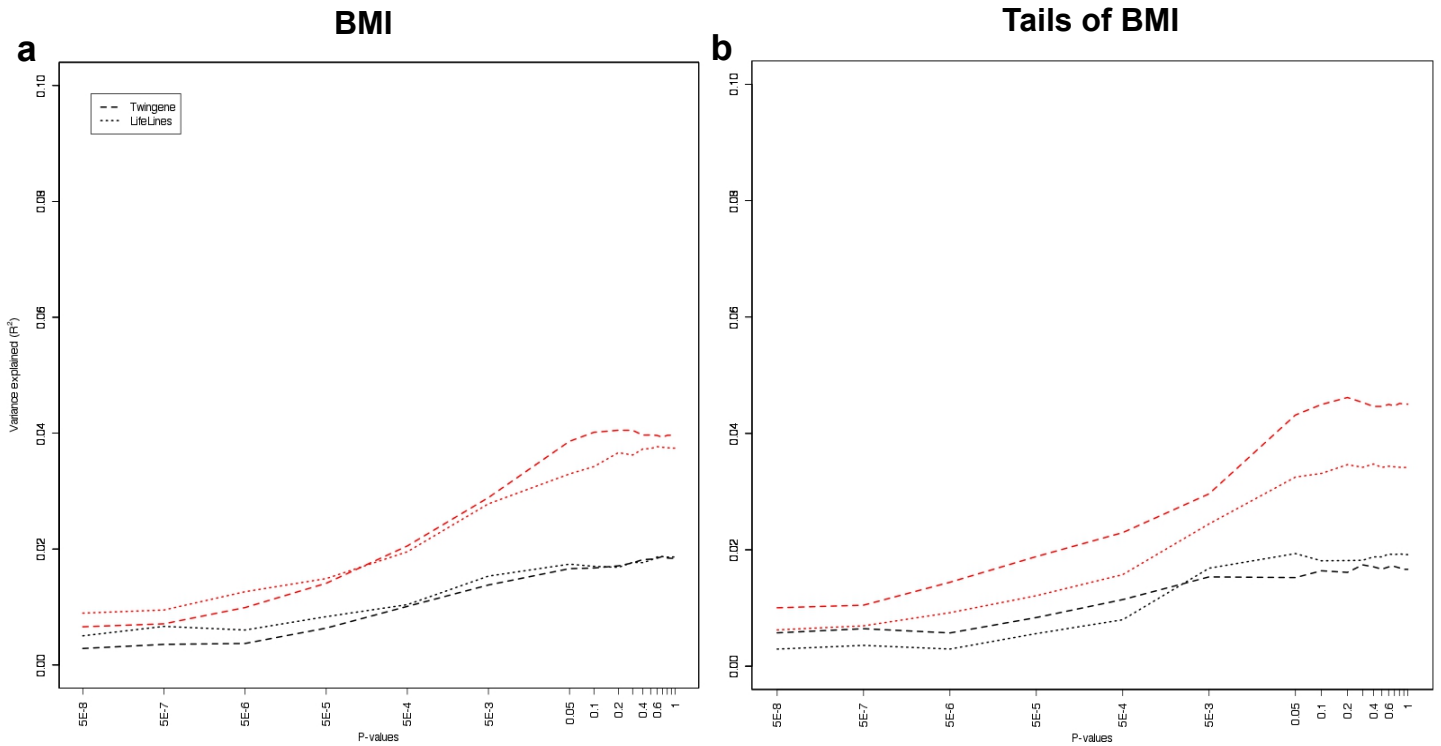 BMI
Tails of BMI
a
b
Twingene
LifeLines
Variance explained (R²)
0.10
0.08
0.06
0.04
0.02
0.00
5E-8
5E-7
5E-6
5E-5
5E-4
5E-3
0.05
0.1
0.2
0.4
0.6
1
P-values
0.10
0.08
0.06
0.04
0.02
0.00
5E-8
5E-7
5E-6
5E-5
5E-4
5E-3
0.05
0.1
0.2
0.4
0.6
1
P-values